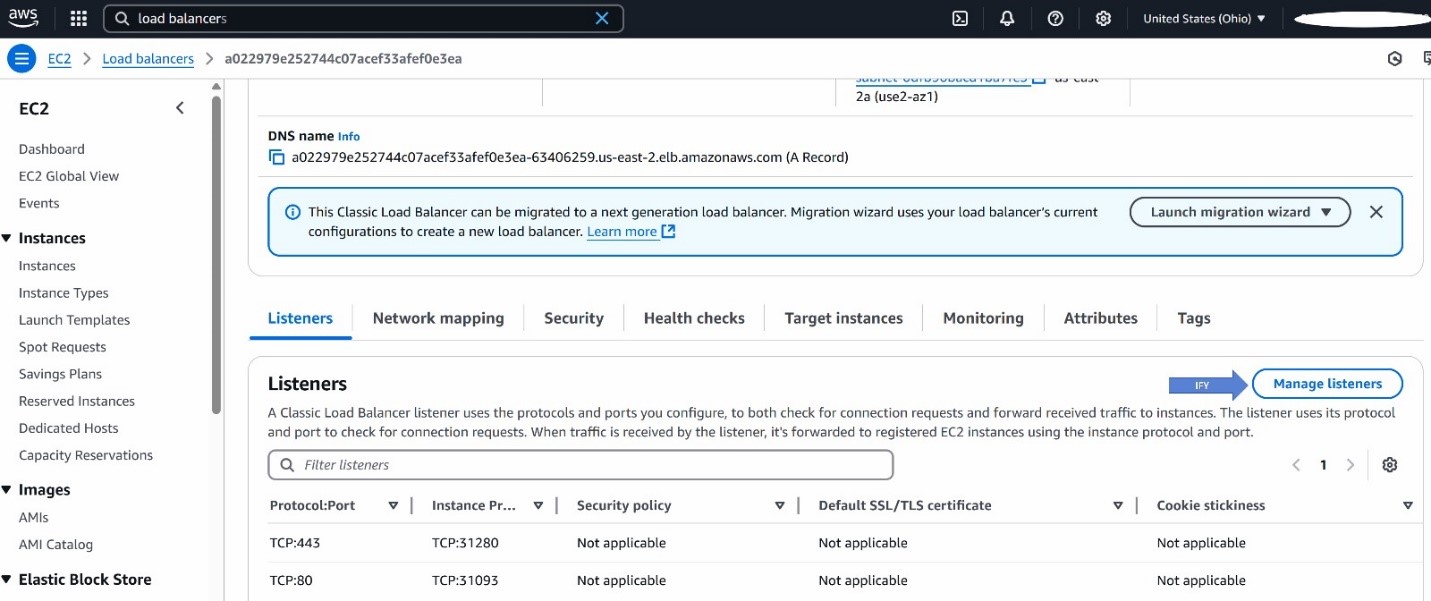 aws
load balancers
United States (Ohio)
EC2 > Load balancers > a022979e252744c07acef33afef0e3ea
EC2
Dashboard
EC2 Global View
Events
Instances
Instances
Instance Types
Launch Templates
Spot Requests
Savings Plans
Reserved Instances
Dedicated Hosts
Capacity Reservations
Images
AMIs
AMI Catalog
Elastic Block Store
us-east-
2a (use2-az1)
DNS name Info
a022979e252744c07acef33afef0e3ea-63406259.us-east-2.elb.amazonaws.com (A Record)
This Classic Load Balancer can be migrated to a next generation load balancer. Migration wizard uses your load balancer's current
configurations to create a new load balancer. Learn more
Launch migration wizard
Listeners Network mapping Security Health checks Target instances Monitoring Attributes Tags
Listeners
IFY
Manage listeners
A Classic Load Balancer listener uses the protocols and ports you configure, to both check for connection requests and forward received traffic to instances. The listener uses its protocol
and port to check for connection requests. When traffic is received by the listener, it's forwarded to registered EC2 instances using the instance protocol and port.
Filter listeners
1
Protocol:Port Instance Pr... Security policy Default SSL/TLS certificate Cookie stickiness
TCP:443 TCP:31280 Not applicable Not applicable Not applicable
TCP:80 TCP:31093 Not applicable Not applicable Not applicable